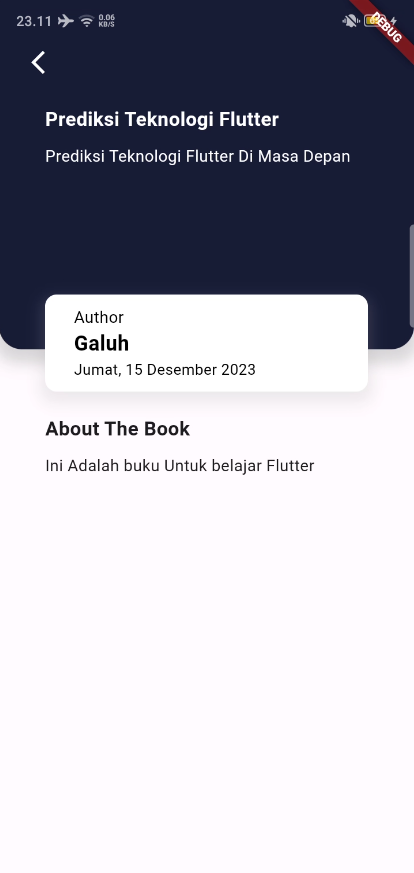 23.11
0.06
KB/S
DEBUG
Prediksi Teknologi Flutter
Prediksi Teknologi Flutter Di Masa Depan
Author
Galuh
Jumat, 15 Desember 2023
About The Book
Ini Adalah buku Untuk belajar Flutter